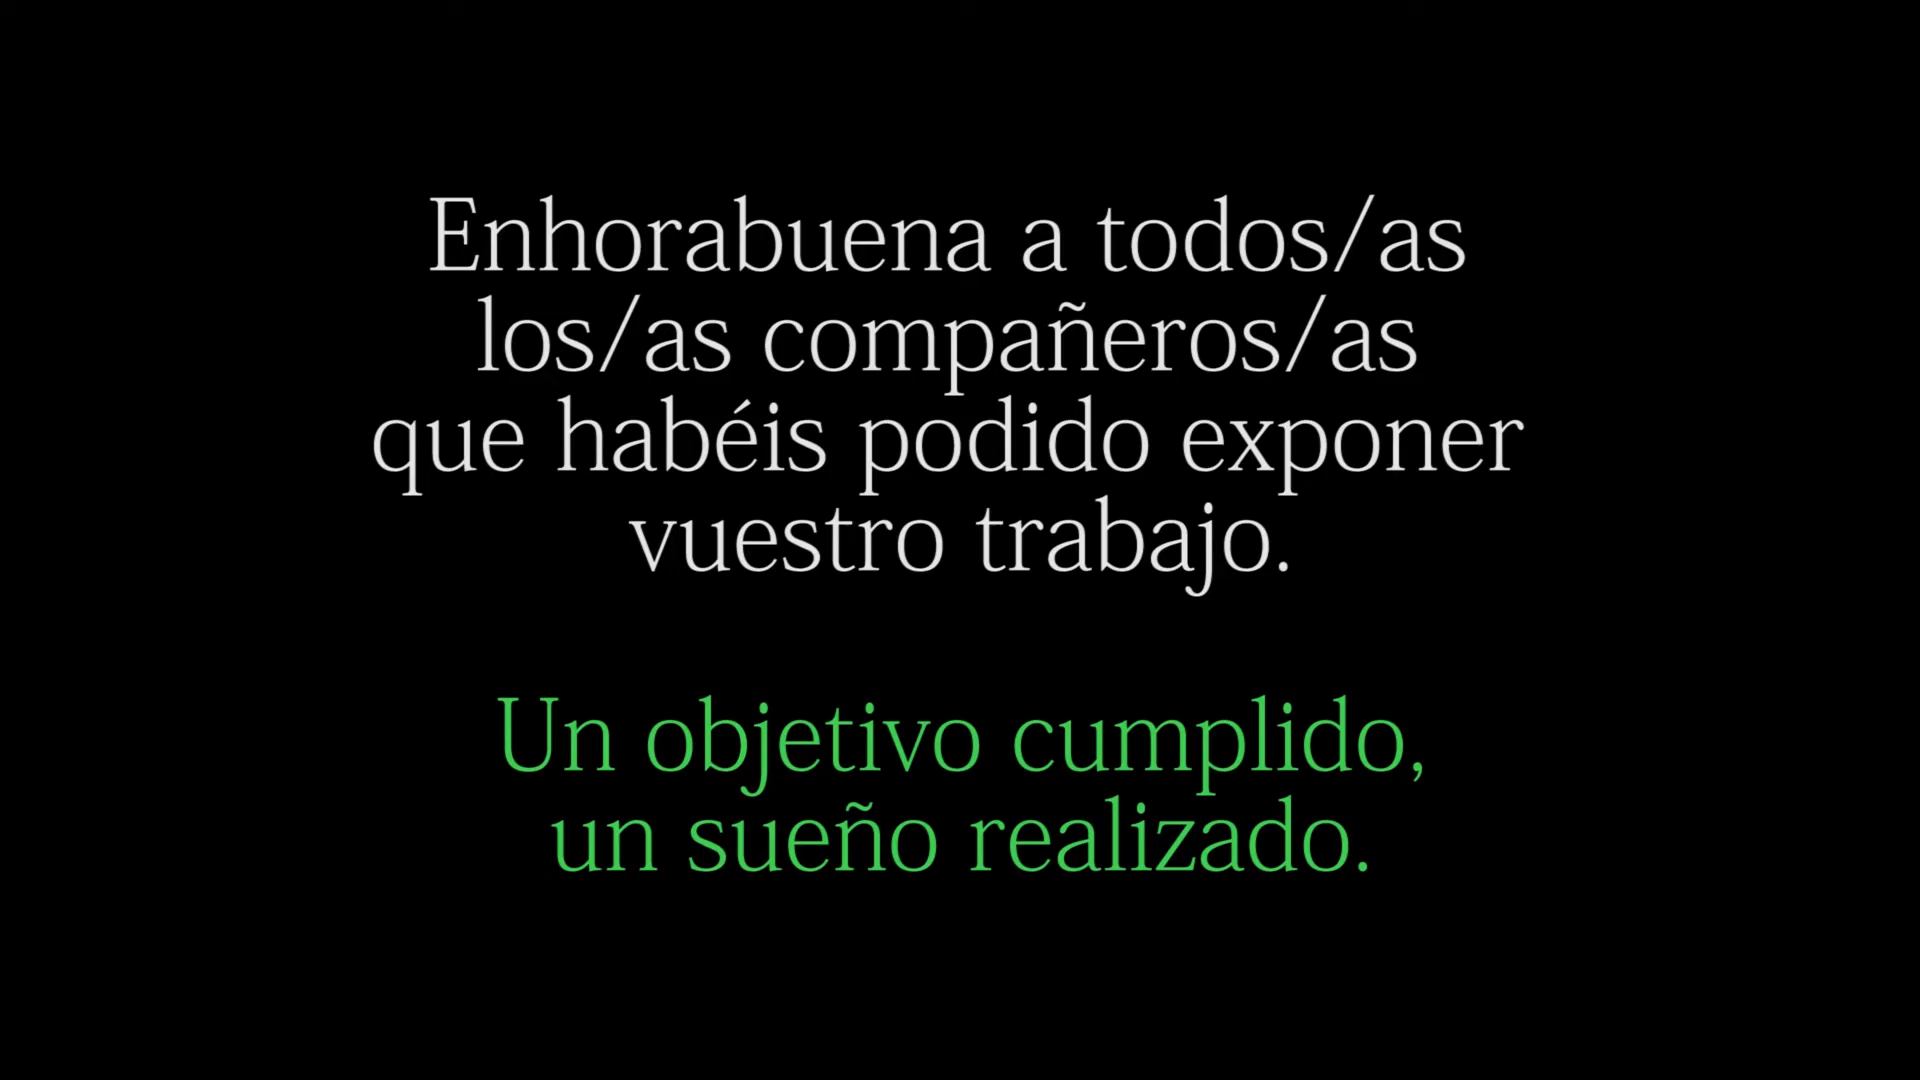 Enhorabuena a todos/as
los/as compañeros/as
que habéis podido exponer
vuestro trabajo.
Un objetivo cumplido,
un sueño realizado.